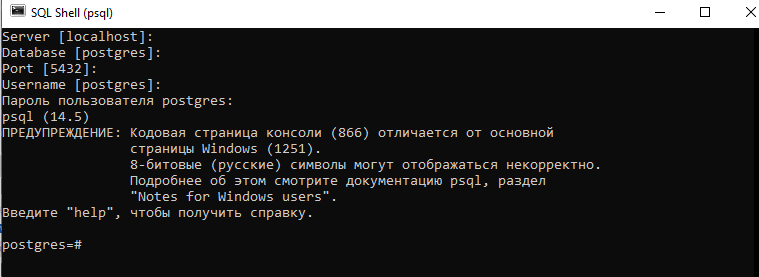 SQL Shell (psql)
Server [localhost]:
Database [postgres]:
Port [5432]:
Username [postgres]:
Пароль пользователя postgres:
psql (14.5)
ПРЕДУПРЕЖДЕНИЕ: Кодовая страница консоли (866) отличается от основной
страницы Windows (1251).
8-битовые (русские) символы могут отображаться некорректно.
Подробнее об этом смотрите документацию psql, раздел
"Notes for Windows users".
Введите "help", чтобы получить справку.
postgres=#